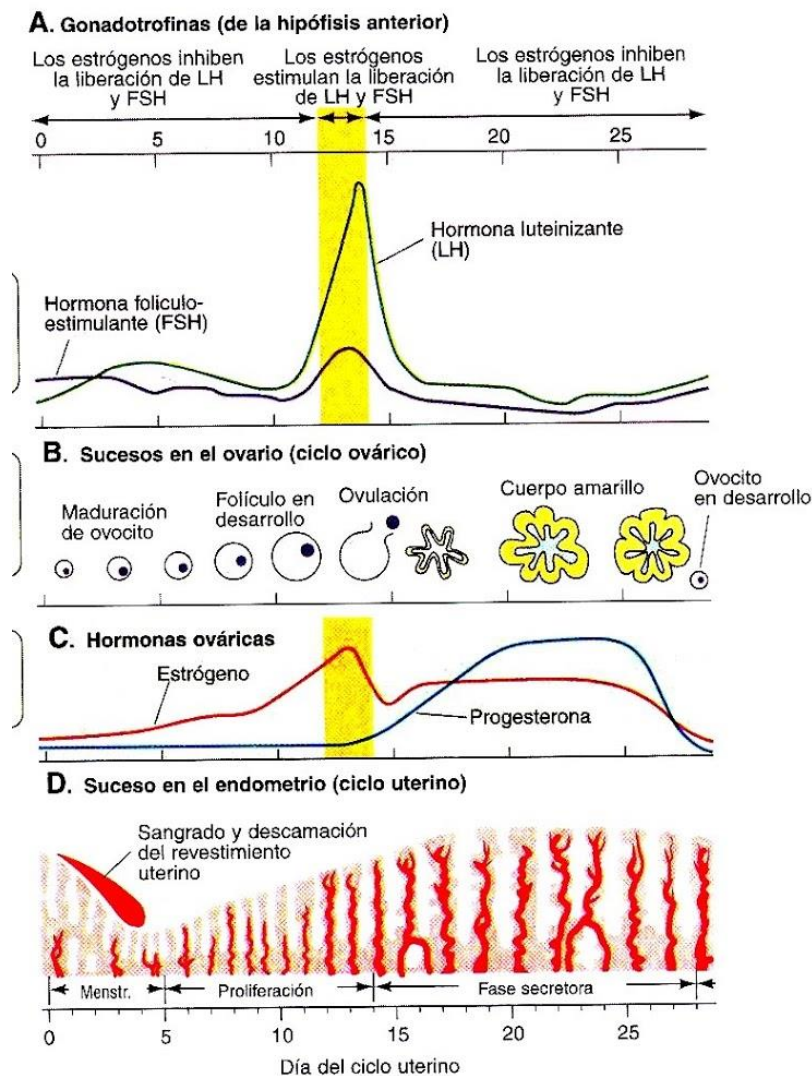 A. Gonadotrofinas (de la hipófisis anterior)
Los estrógenos inhiben
la liberación de LH
y FSH
Los estrógenos
estimulan la liberación
de LH y FSH
Los estrógenos inhiben
la liberación de LH
y FSH
0 5 10 15 20 25
Hormona luteinizante
(LH)
Hormona foliculo-
estimulante (FSH)
B. Sucesos en el ovario (ciclo ovárico)
Maduración
de ovocito
Folículo en
desarrollo
Ovulación
Cuerpo amarillo
Ovocito
en desarrollo
C. Hormonas ováricas
Estrógeno
Progesterona
D. Suceso en el endometrio (ciclo uterino)
Sangrado y descamación
del revestimiento
uterino
Menstr. Proliferación Fase secretora
0 5 10 15 20 25
Día del ciclo uterino